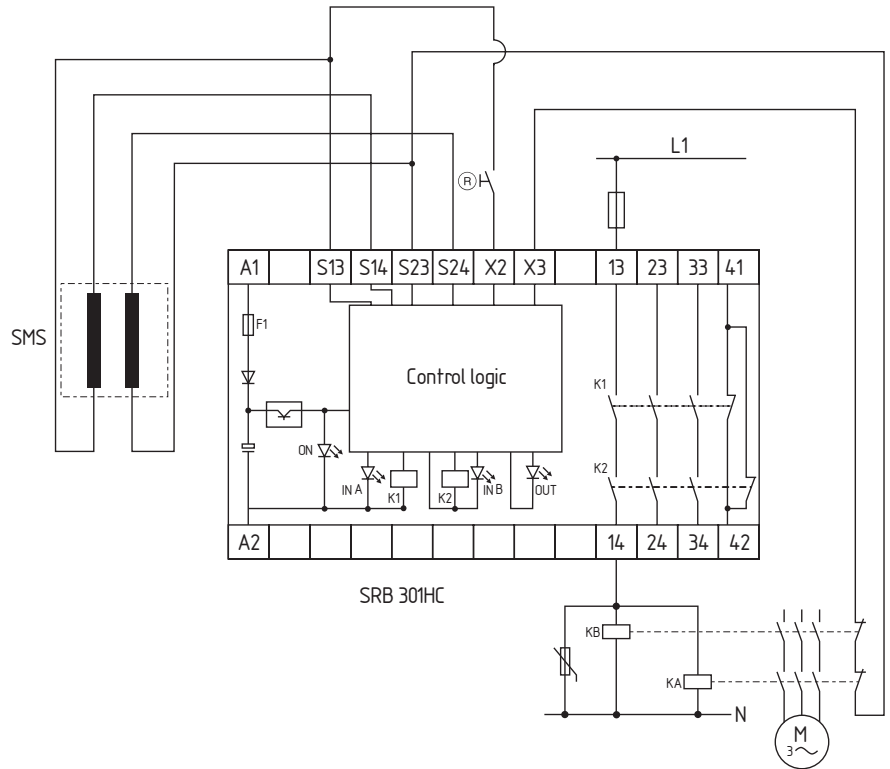 L1
R
A1 S13 S14 S23 S24 X2 X3 13 23 33 41
F1
SMS
Control logic
K1
ON
IN A
K1
K2
IN B
OUT
K2
A2 14 24 34 42
SRB 301HC
KB
KA
N
M
3~